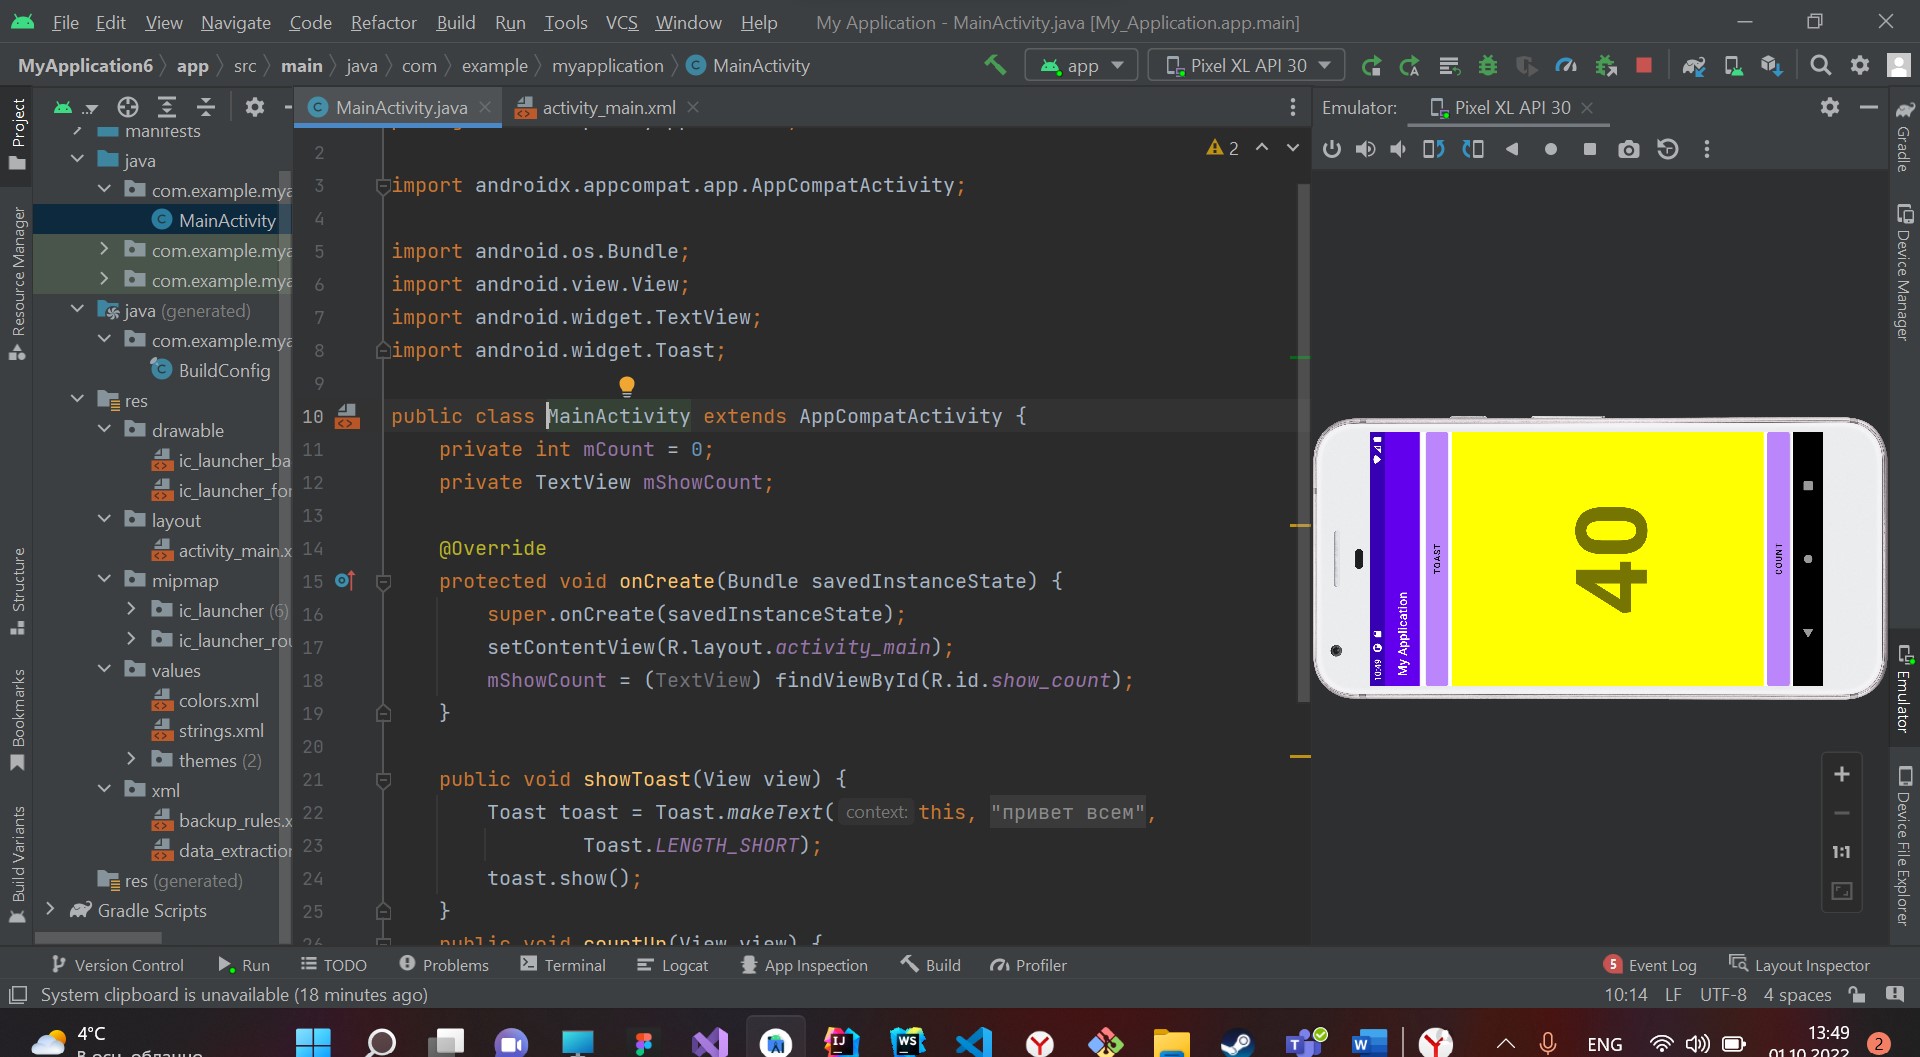 File Edit View Navigate Code Refactor Build Run Tools VCS Window Help My Application - MainActivity.java [My_Application.app.main]
MyApplication6 app src main java com example myapplication MainActivity app Pixel XL API 30
Project
Resource Manager
Structure
Bookmarks
Build Variants
manifests
java
com.example.mya
MainActivity
com.example.mya
com.example.mya
java (generated)
com.example.mya
BuildConfig
res
drawable
ic_launcher_ba
ic_launcher_for
layout
activity_main.x
mipmap
ic_launcher (6)
ic_launcher_rou
values
colors.xml
strings.xml
themes (2)
xml
backup_rules.x
data_extraction
res (generated)
Gradle Scripts
MainActivity.java activity_main.xml
2
2
3 import androidx.appcompat.app.AppCompatActivity;
4
5 import android.os.Bundle;
6 import android.view.View;
7 import android.widget.TextView;
8 import android.widget.Toast;
9
10 public class MainActivity extends AppCompatActivity {
11 private int mCount = 0;
12 private TextView mShowCount;
13
14 @Override
15 protected void onCreate(Bundle savedInstanceState) {
16 super.onCreate(savedInstanceState);
17 setContentView(R.layout.activity_main);
18 mShowCount = (TextView) findViewById(R.id.show_count);
19 }
20
21 public void showToast(View view) {
22 Toast toast = Toast.makeText( context: this, "привет всем",
23 Toast.LENGTH_SHORT);
24 toast.show();
25 }
26 public void countUp(View view) {
Emulator: Pixel XL API 30
10:49
My Application
TOAST
40
COUNT
1:1
Gradle
Device Manager
Emulator
Device File Explorer
Version Control Run TODO Problems Terminal Logcat App Inspection Build Profiler 5 Event Log Layout Inspector
System clipboard is unavailable (18 minutes ago) 10:14 LF UTF-8 4 spaces
4°C
В осн. облачно
ENG
13:49
01.10.2022
2